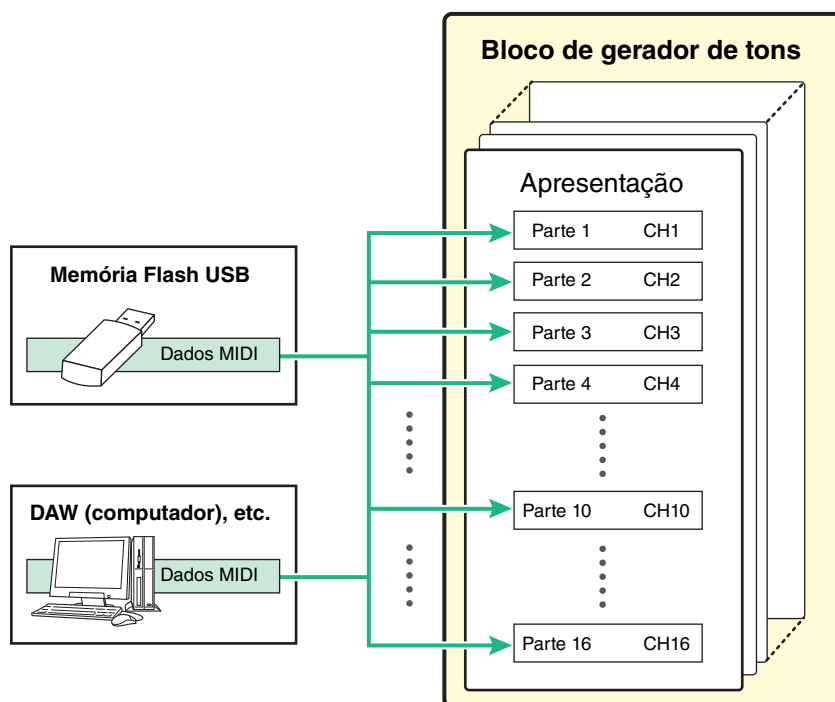 Bloco de gerador de tons
Apresentação
Parte 1 CH1
Parte 2 CH2
Parte 3 CH3
Parte 4 CH4
Parte 10 CH10
Parte 16 CH16
Memória Flash USB
Dados MIDI
DAW (computador), etc.
Dados MIDI